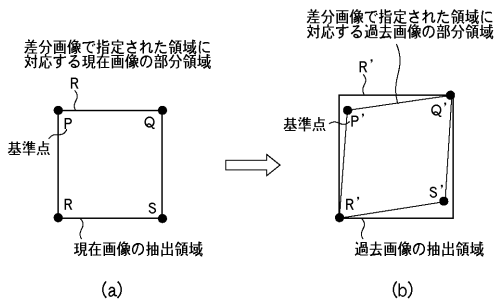 差分画像で指定された領域に
対応する現在画像の部分領域
R
P
Q
基準点
R
S
現在画像の抽出領域
(a)
差分画像で指定された領域に
対応する過去画像の部分領域
R'
P'
Q'
基準点
R'
S'
過去画像の抽出領域
(b)